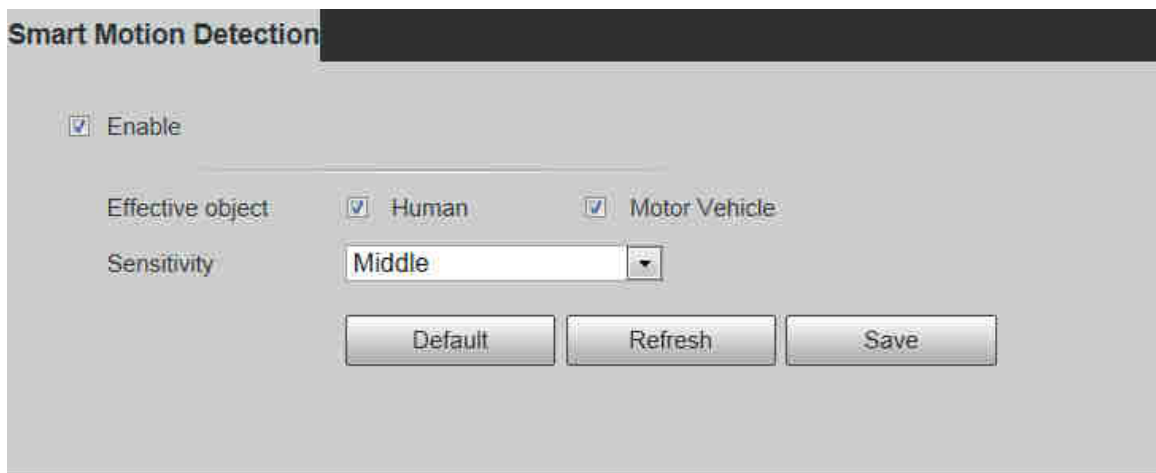 Smart Motion Detection
Enable
Effective object Human Motor Vehicle
Sensitivity Middle
Default Refresh Save